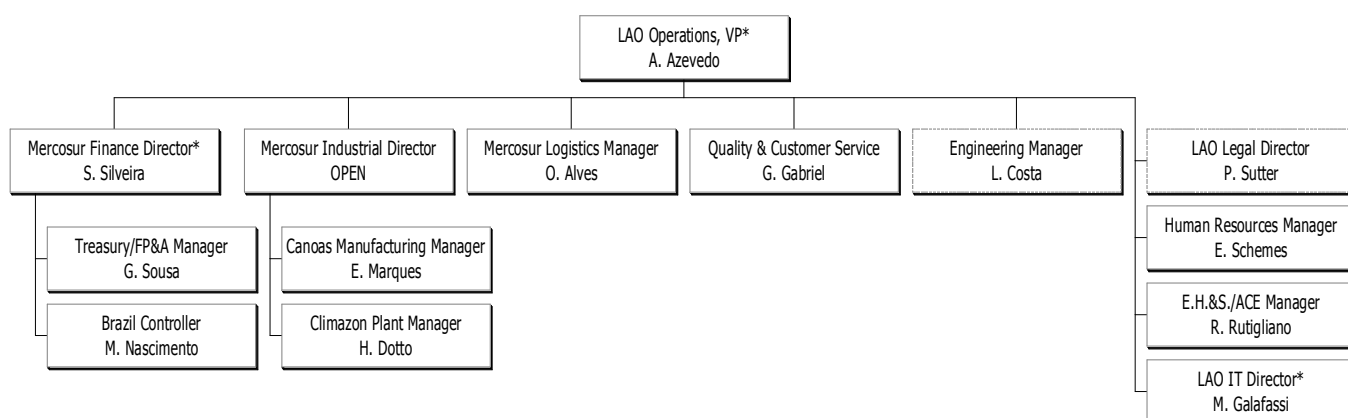 LAO Operations, VP*
A. Azevedo
Mercosur Finance Director*
S. Silveira
Mercosur Industrial Director
OPEN
Mercosur Logistics Manager
O. Alves
Quality & Customer Service
G. Gabriel
Engineering Manager
L. Costa
LAO Legal Director
P. Sutter
Treasury/FP&A Manager
G. Sousa
Canoas Manufacturing Manager
E. Marques
Human Resources Manager
E. Schemes
Brazil Controller
M. Nascimento
Climazon Plant Manager
H. Dotto
E.H.&S./ACE Manager
R. Rutigliano
LAO IT Director*
M. Galafassi